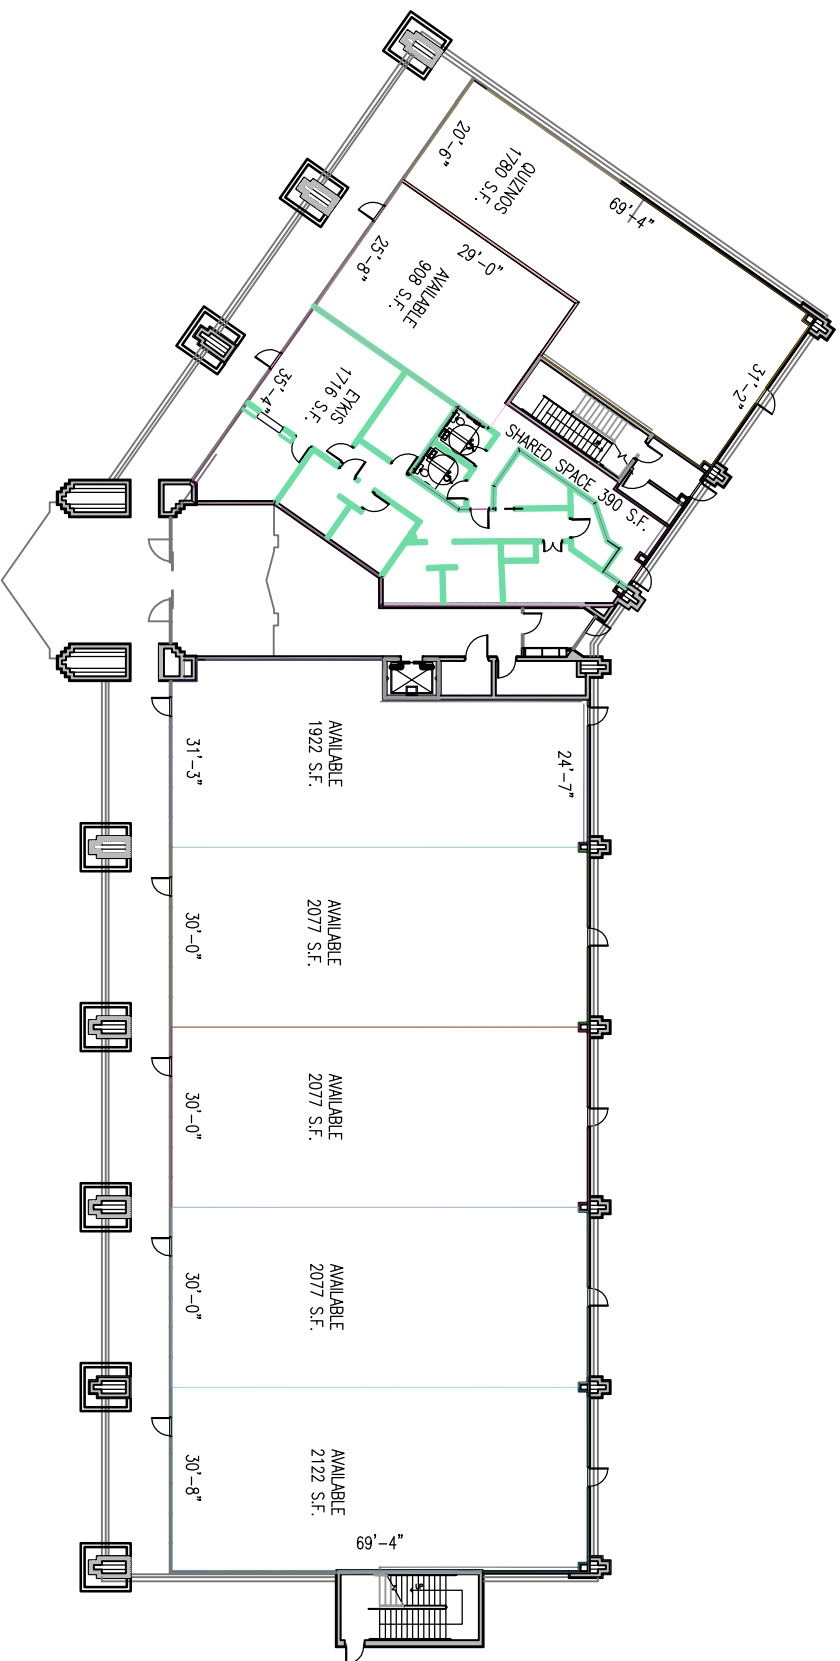 20'-6"
QUIZNOS
1780 S.F.
69'-4"
25'-8"
AVAILABLE
908 S.F.
29'-0"
31'-2"
35'-4"
EYKIS
1716 S.F.
SHARED SPACE 390 S.F.
31'-3"
AVAILABLE
1922 S.F.
24'-7"
30'-0"
AVAILABLE
2077 S.F.
30'-0"
AVAILABLE
2077 S.F.
30'-0"
AVAILABLE
2077 S.F.
30'-8"
AVAILABLE
2122 S.F.
69'-4"
UP